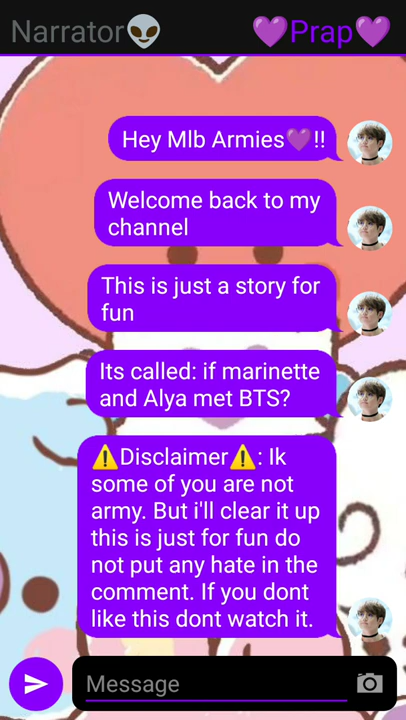 Narrator👽 💜Prap💜
Hey Mlb Armies💜!!
Welcome back to my
channel
This is just a story for
fun
Its called: if marinette
and Alya met BTS?
⚠️Disclaimer⚠️: Ik
some of you are not
army. But i'll clear it up
this is just for fun do
not put any hate in the
comment. If you dont
like this dont watch it.
Message